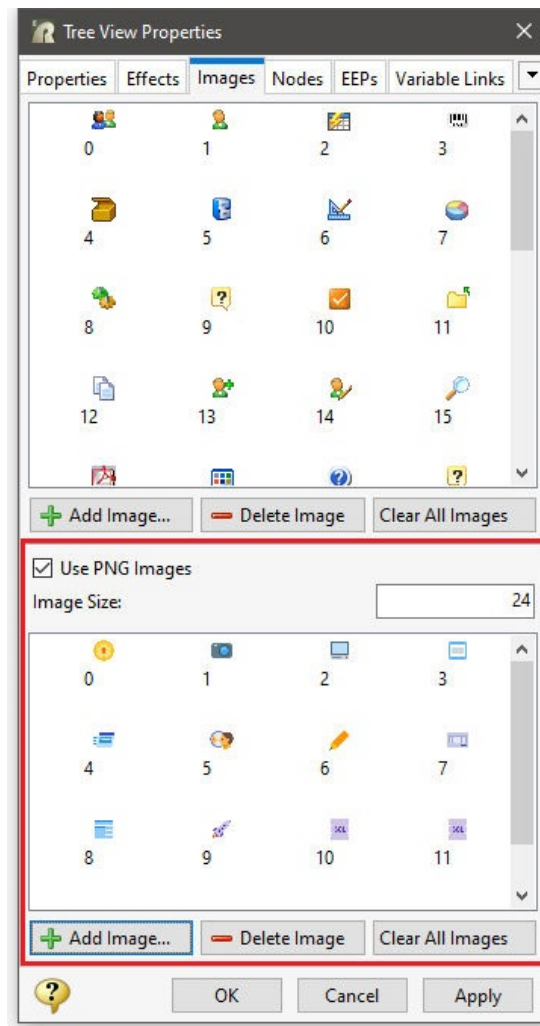 Tree View Properties
Properties Effects Images Nodes EEPs Variable Links
0 1 2 3
4 5 6 7
8 9 10 11
12 13 14 15
Add Image... Delete Image Clear All Images
Use PNG Images
Image Size: 24
0 1 2 3
4 5 6 7
8 9 10 11
Add Image... Delete Image Clear All Images
OK Cancel Apply